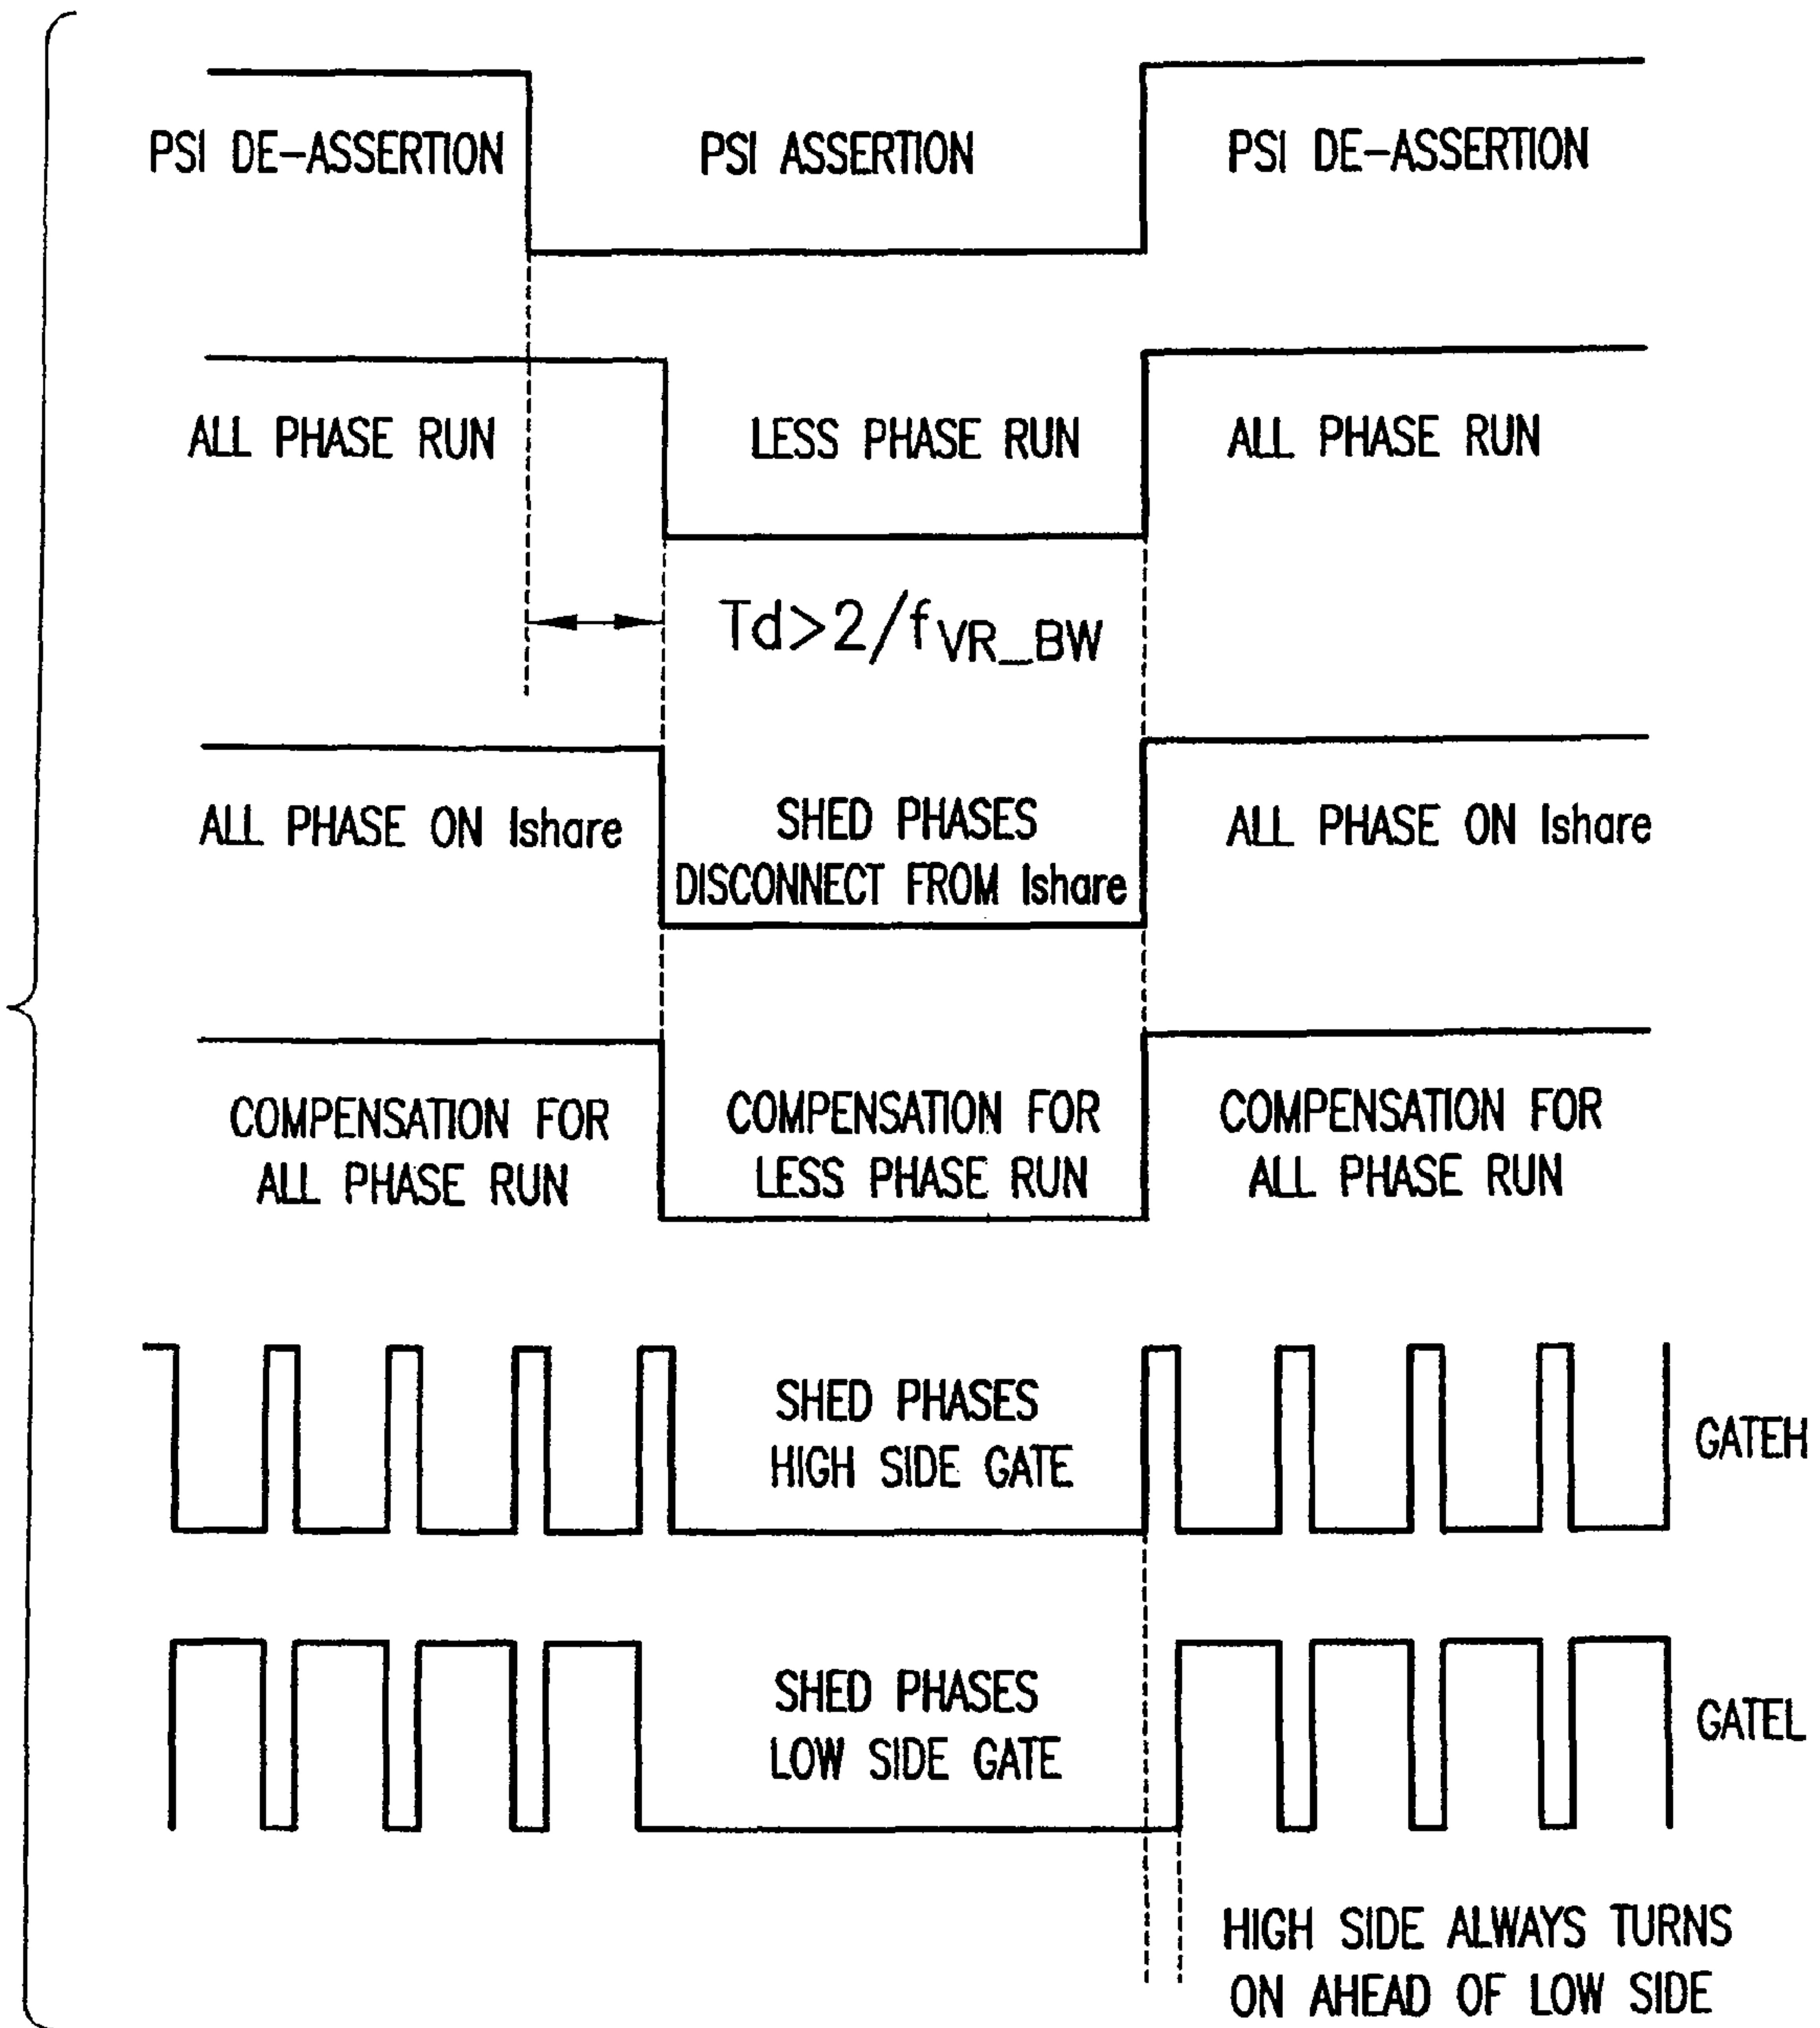 PSI DE-ASSERTION
PSI ASSERTION
PSI DE-ASSERTION
ALL PHASE RUN
LESS PHASE RUN
ALL PHASE RUN
Td>2/fVR_BW
ALL PHASE ON Ishare
SHED PHASES
DISCONNECT FROM Ishare
ALL PHASE ON Ishare
COMPENSATION FOR
ALL PHASE RUN
COMPENSATION FOR
LESS PHASE RUN
COMPENSATION FOR
ALL PHASE RUN
SHED PHASES
HIGH SIDE GATE
GATEH
SHED PHASES
LOW SIDE GATE
GATEL
HIGH SIDE ALWAYS TURNS
ON AHEAD OF LOW SIDE